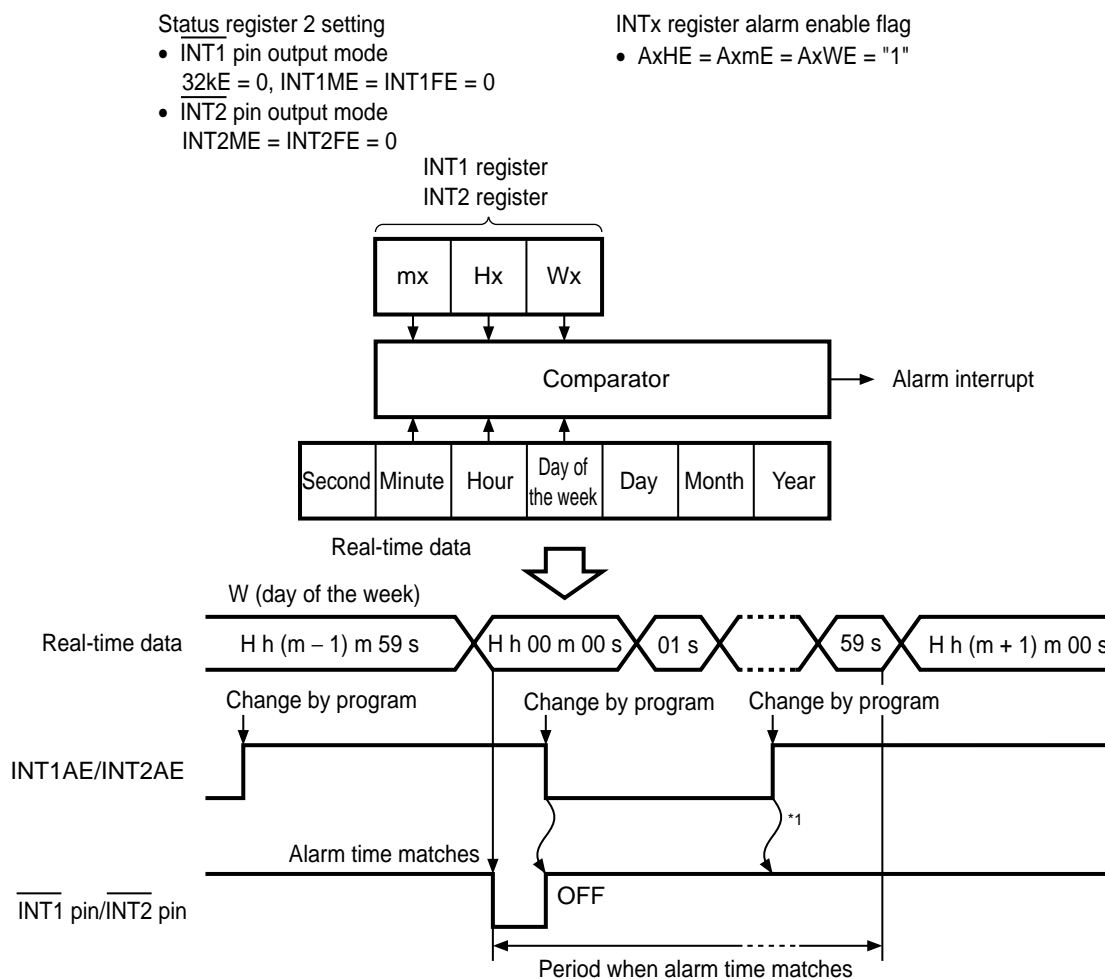 Status register 2 setting
• INT1 pin output mode
32kE = 0, INT1ME = INT1FE = 0
• INT2 pin output mode
INT2ME = INT2FE = 0
INTx register alarm enable flag
• AxHE = AxmE = AxWE = "1"
INT1 register
INT2 register
mx Hx Wx
Comparator
Alarm interrupt
Second Minute Hour Day of the week Day Month Year
Real-time data
W (day of the week)
Real-time data
H h (m − 1) m 59 s H h 00 m 00 s 01 s 59 s H h (m + 1) m 00 s
Change by program Change by program Change by program
INT1AE/INT2AE
*1
Alarm time matches
OFF
INT1 pin/INT2 pin
Period when alarm time matches